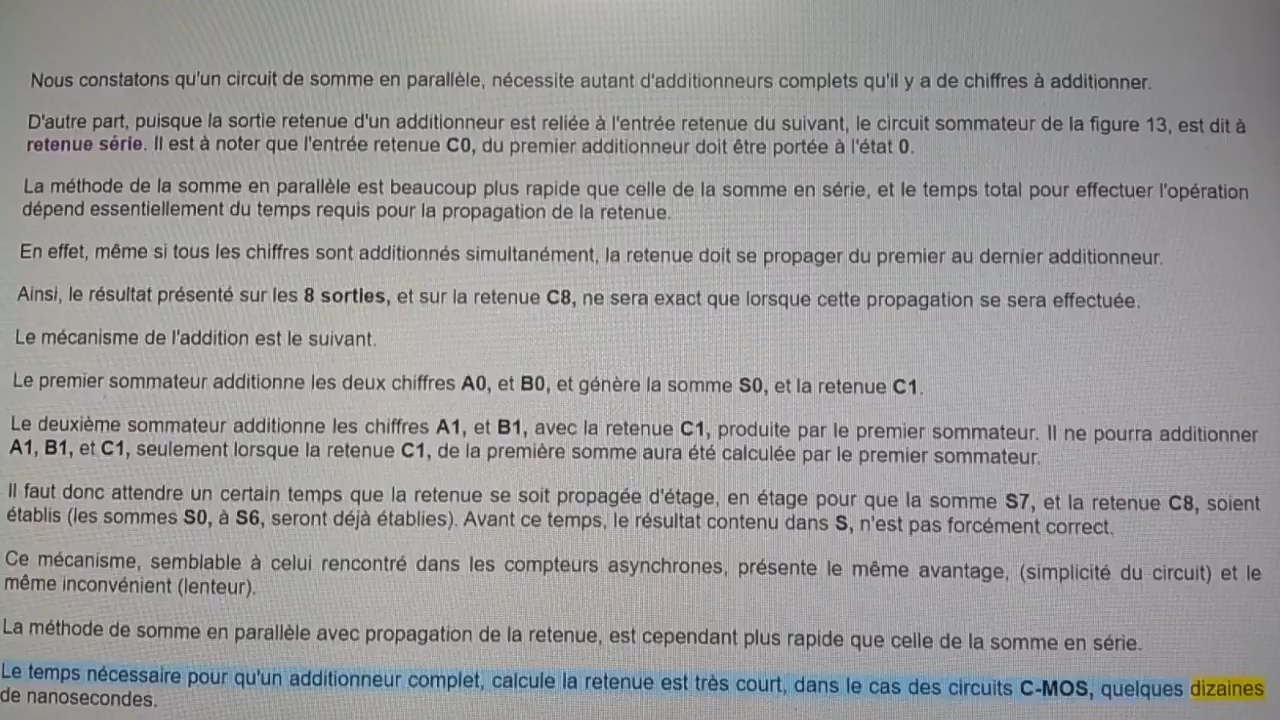 Nous constatons qu'un circuit de somme en parallèle, nécessite autant d'additionneurs complets qu'il y a de chiffres à additionner.
D'autre part, puisque la sortie retenue d'un additionneur est reliée à l'entrée retenue du suivant, le circuit sommateur de la figure 13, est dit à
retenue série. Il est à noter que l'entrée retenue C0, du premier additionneur doit être portée à l'état 0.
La méthode de la somme en parallèle est beaucoup plus rapide que celle de la somme en série, et le temps total pour effectuer l'opération
dépend essentiellement du temps requis pour la propagation de la retenue.
En effet, même si tous les chiffres sont additionnés simultanément, la retenue doit se propager du premier au dernier additionneur.
Ainsi, le résultat présenté sur les 8 sorties, et sur la retenue C8, ne sera exact que lorsque cette propagation se sera effectuée.
Le mécanisme de l'addition est le suivant.
Le premier sommateur additionne les deux chiffres A0, et B0, et génère la somme S0, et la retenue C1.
Le deuxième sommateur additionne les chiffres A1, et B1, avec la retenue C1, produite par le premier sommateur. Il ne pourra additionner
A1, B1, et C1, seulement lorsque la retenue C1, de la première somme aura été calculée par le premier sommateur.
Il faut donc attendre un certain temps que la retenue se soit propagée d'étage, en étage pour que la somme S7, et la retenue C8, soient
établis (les sommes S0, à S6, seront déjà établies). Avant ce temps, le résultat contenu dans S, n'est pas forcément correct.
Ce mécanisme, semblable à celui rencontré dans les compteurs asynchrones, présente le même avantage, (simplicité du circuit) et le
même inconvénient (lenteur).
La méthode de somme en parallèle avec propagation de la retenue, est cependant plus rapide que celle de la somme en série.
Le temps nécessaire pour qu'un additionneur complet, calcule la retenue est très court, dans le cas des circuits C-MOS, quelques dizaines
de nanosecondes.